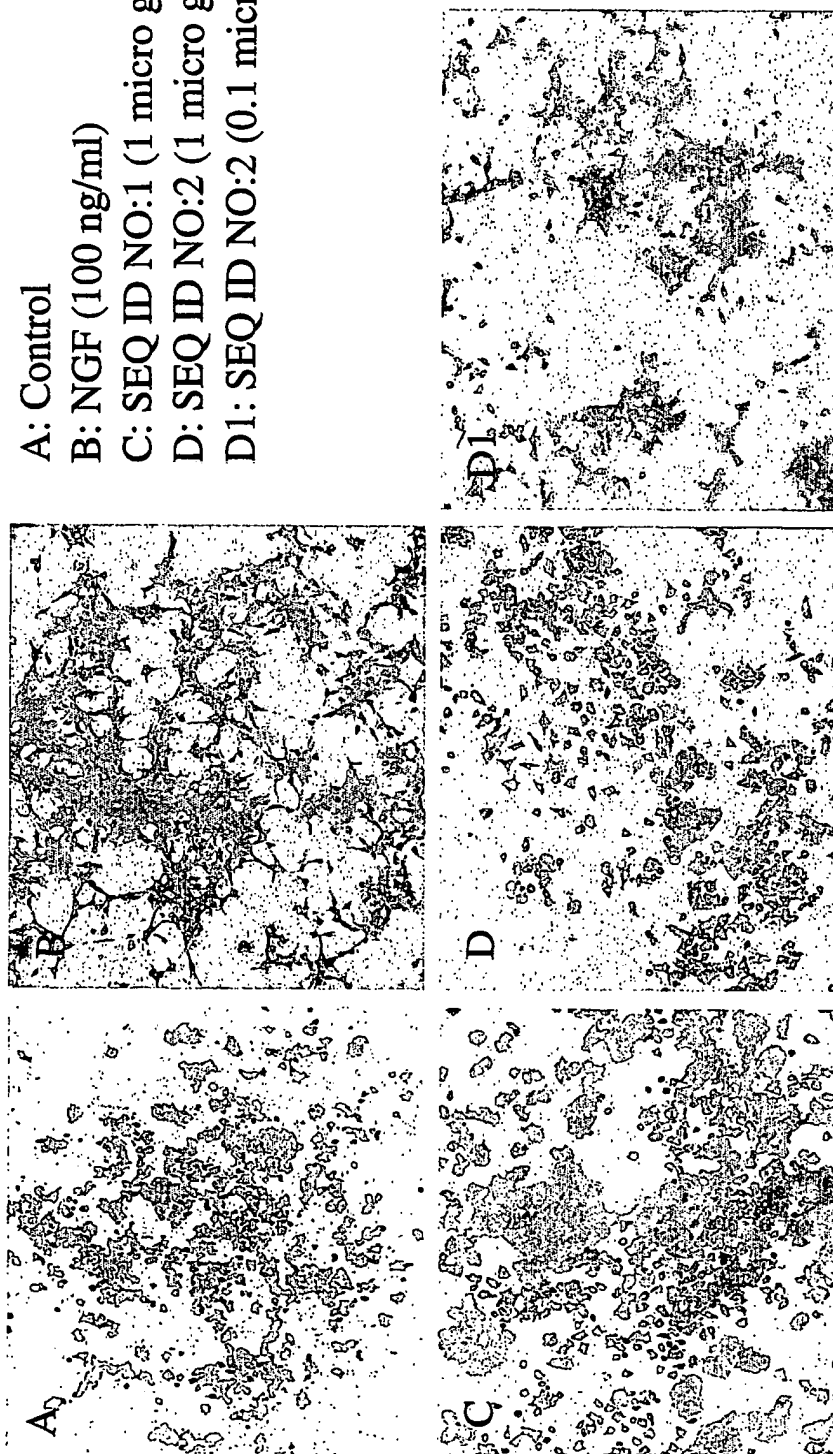 A
B
A: Control
B: NGF (100 ng/ml)
C: SEQ ID NO:1 (1 micro g
D: SEQ ID NO:2 (1 micro g
D1: SEQ ID NO:2 (0.1 micr
C
D
D1